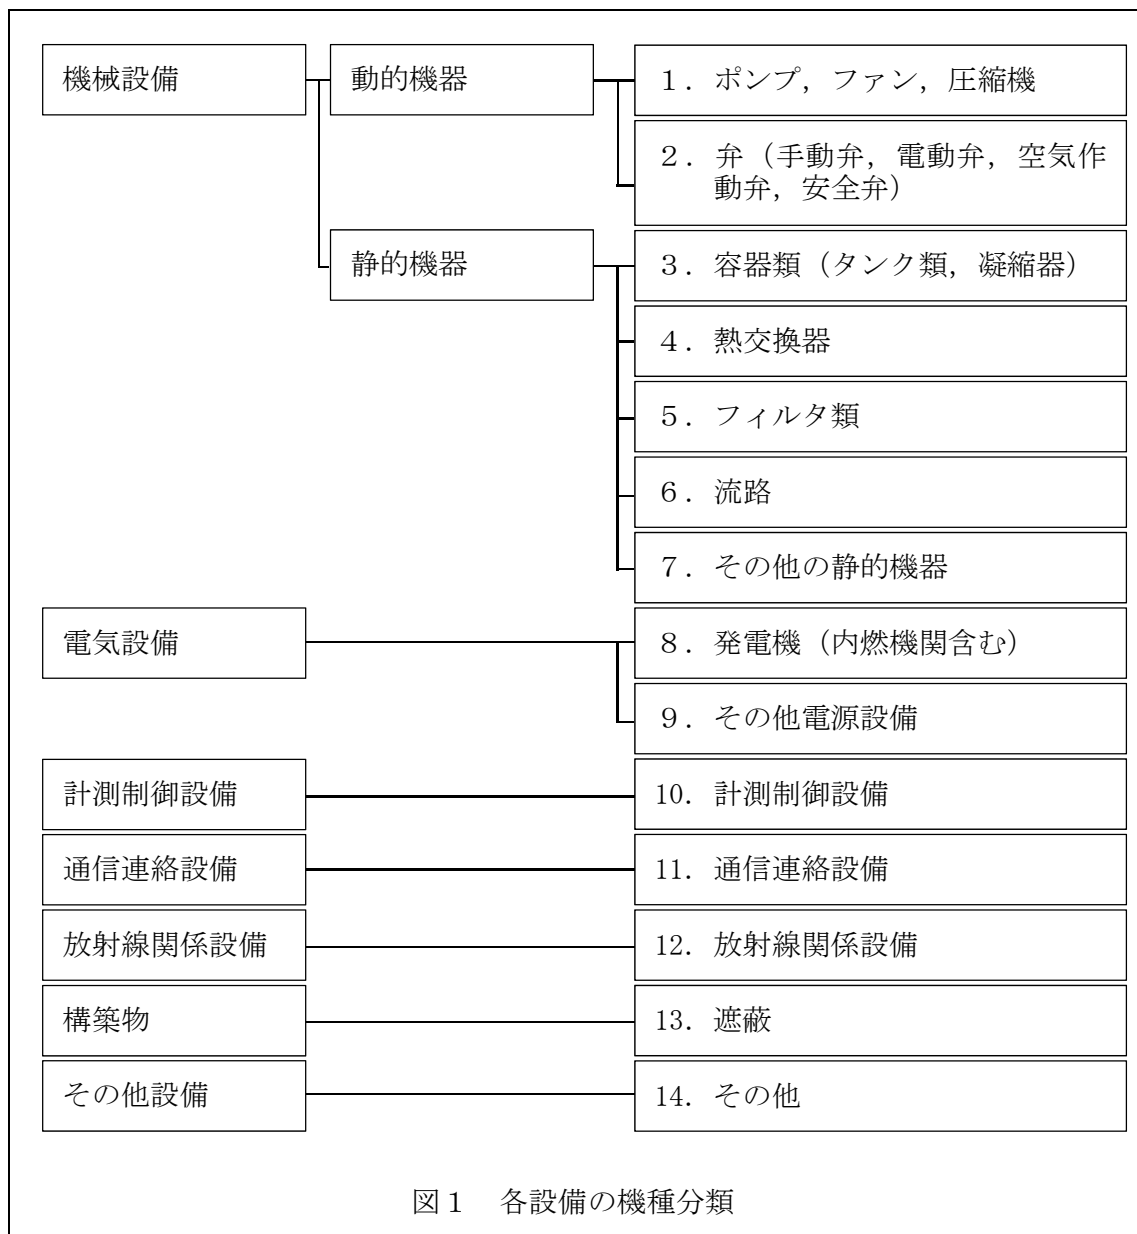 機械設備
動的機器
１．ポンプ，ファン，圧縮機
２．弁（手動弁，電動弁，空気作
動弁，安全弁）
静的機器
３．容器類（タンク類，凝縮器）
４．熱交換器
５．フィルタ類
６．流路
７．その他の静的機器
電気設備
８．発電機（内燃機関含む）
９．その他電源設備
計測制御設備
10．計測制御設備
通信連絡設備
11．通信連絡設備
放射線関係設備
12．放射線関係設備
構築物
13．遮蔽
その他設備
14．その他
図１　各設備の機種分類